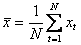 x̄ = 1/N ∑_{t=1}^{N} x_t